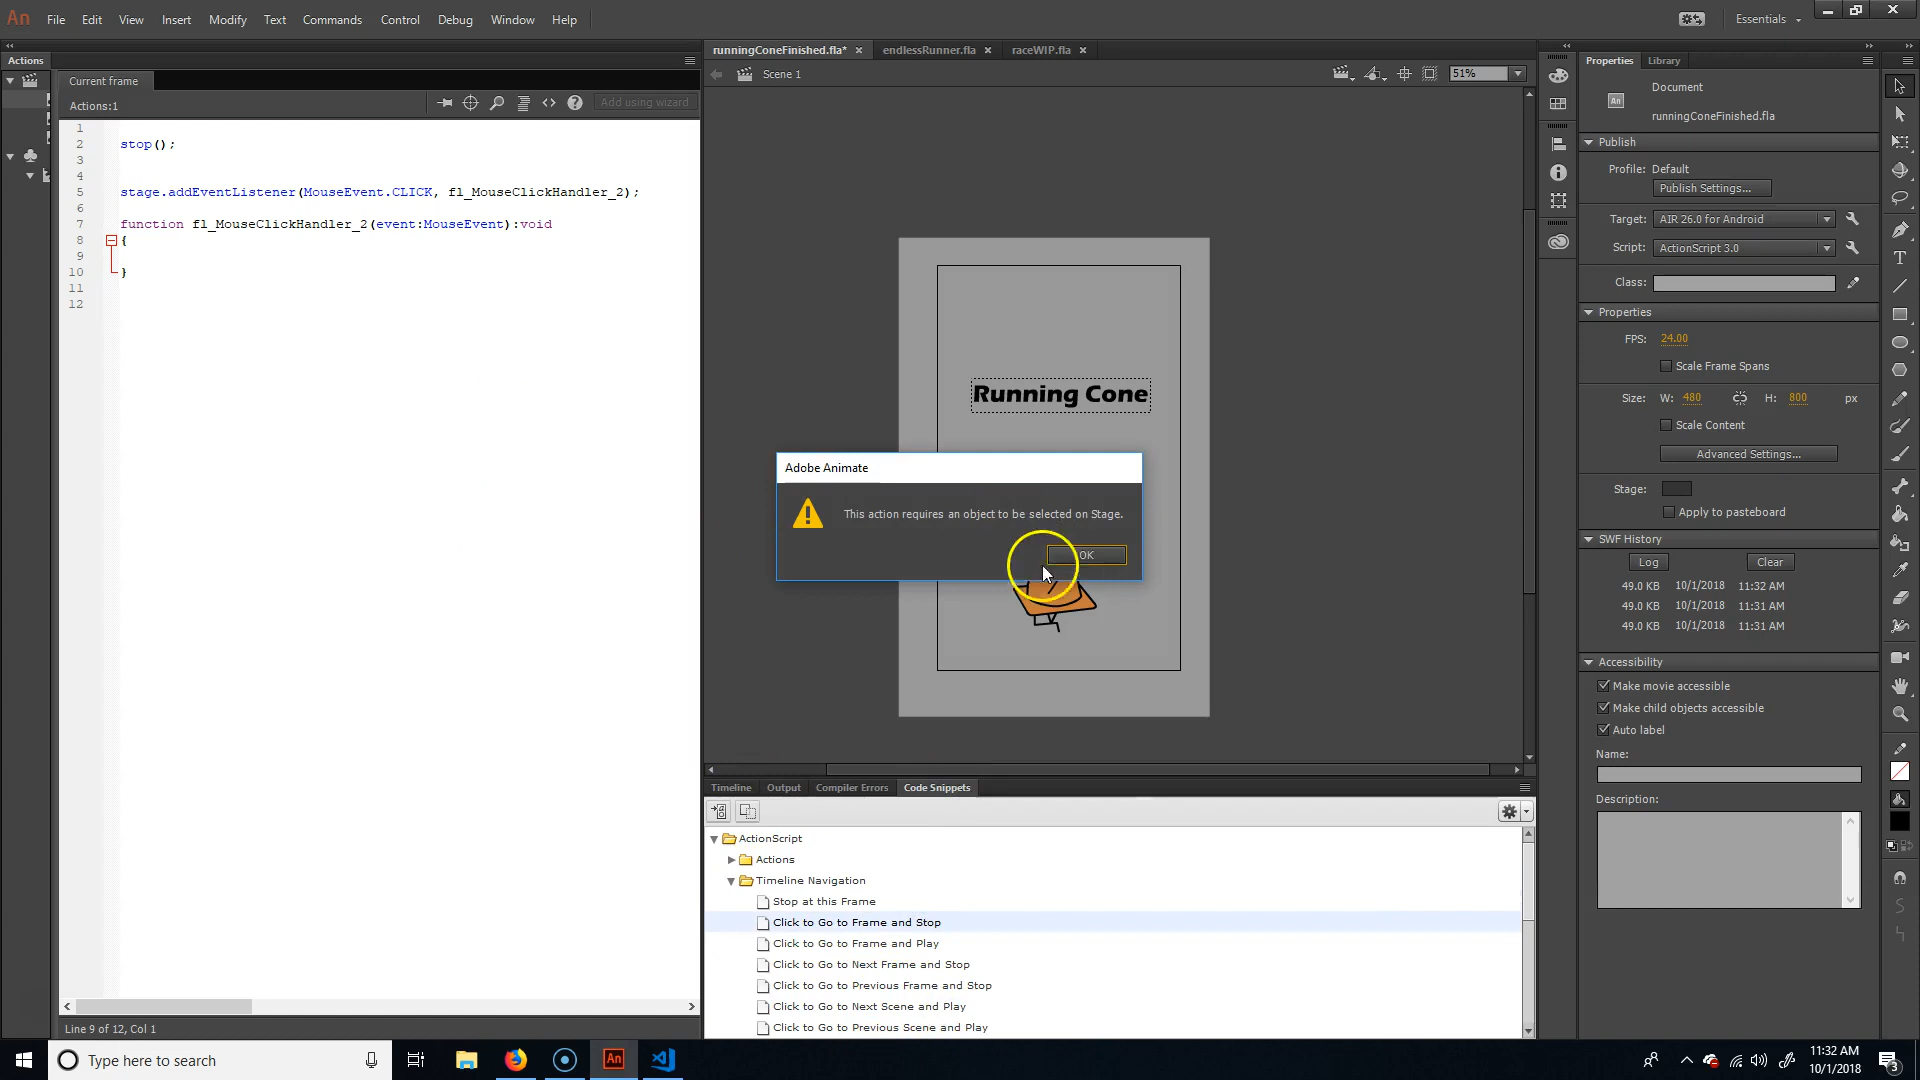 An File Edit View Insert Modify Text Commands Control Debug Window Help Essentials
Actions
Current frame
Actions:1
Add using wizard
1
2 stop();
3
4
5 stage.addEventListener(MouseEvent.CLICK, fl_MouseClickHandler_2);
6
7 function fl_MouseClickHandler_2(event:MouseEvent):void
8 {
9
10 }
11
12
Line 9 of 12, Col 1
runningConeFinished.fla* endlessRunner.fla raceWIP.fla
Scene 1
51%
Running Cone
Adobe Animate
This action requires an object to be selected on Stage.
OK
Timeline Output Compiler Errors Code Snippets
ActionScript
Actions
Timeline Navigation
Stop at this Frame
Click to Go to Frame and Stop
Click to Go to Frame and Play
Click to Go to Next Frame and Stop
Click to Go to Previous Frame and Stop
Click to Go to Next Scene and Play
Click to Go to Previous Scene and Play
Properties Library
Document
An
runningConeFinished.fla
Publish
Profile: Default
Publish Settings...
Target: AIR 26.0 for Android
Script: ActionScript 3.0
Class:
Properties
FPS: 24.00
Scale Frame Spans
Size: W: 480 H: 800 px
Scale Content
Advanced Settings...
Stage:
Apply to pasteboard
SWF History
Log Clear
49.0 KB 10/1/2018 11:32 AM
49.0 KB 10/1/2018 11:31 AM
49.0 KB 10/1/2018 11:31 AM
Accessibility
Make movie accessible
Make child objects accessible
Auto label
Name:
Description:
Type here to search
An
11:32 AM
10/1/2018
3